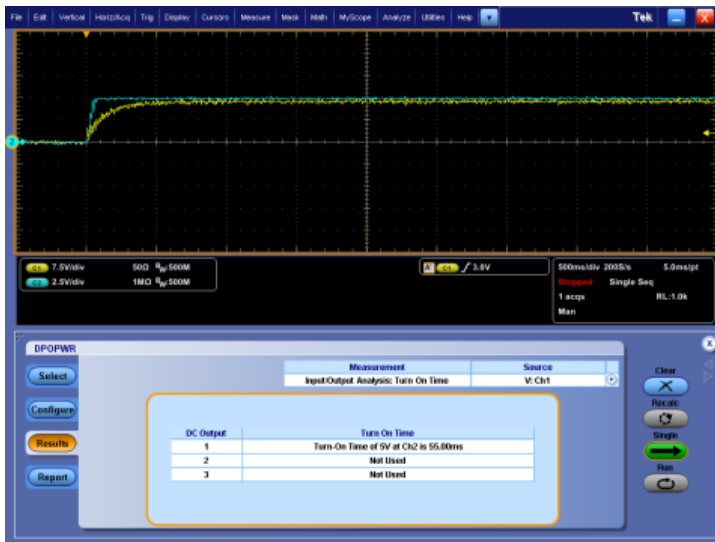 File Edit Vertical Horiz/Acq Trig Display Cursors Measure Mask Math MyScope Analyze Utilities Help Tek X
2
C1 7.5V/div 50Ω BW:500M
C2 2.5V/div 1MΩ BW:500M
A' C1 / 3.8V
500ms/div 200S/s 5.0ms/pt
Stopped Single Seq
1 acqs RL:1.0k
Man
DPOPWR
Select
Configure
Results
Report
Measurement Source
Input/Output Analysis: Turn On Time V: Ch1
DC Output Turn On Time
1 Turn-On Time of 5V at Ch2 is 55.00ms
2 Not Used
3 Not Used
X
Clear
Recalc
Single
Run